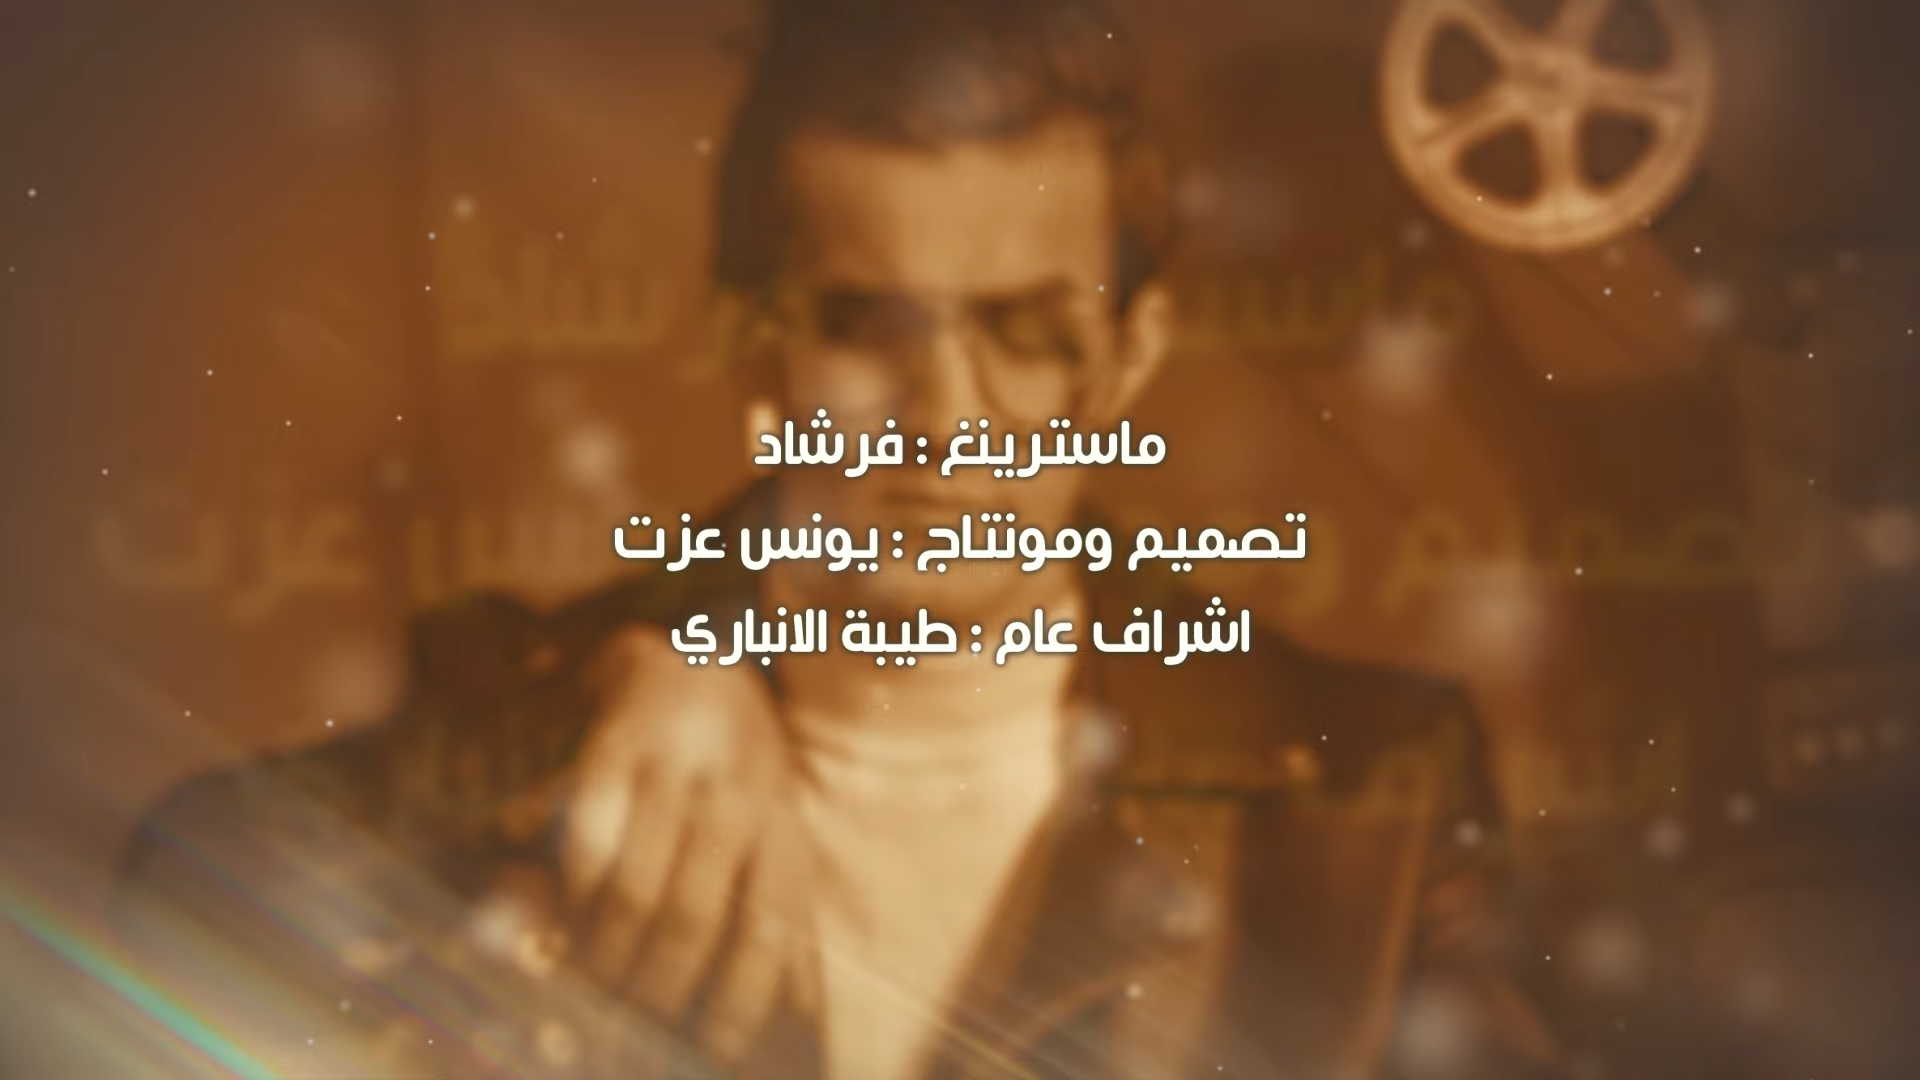 ماسترينغ : فرشاد
تصميم ومونتاج : يونس عزت
اشراف عام : طيبة الانباري